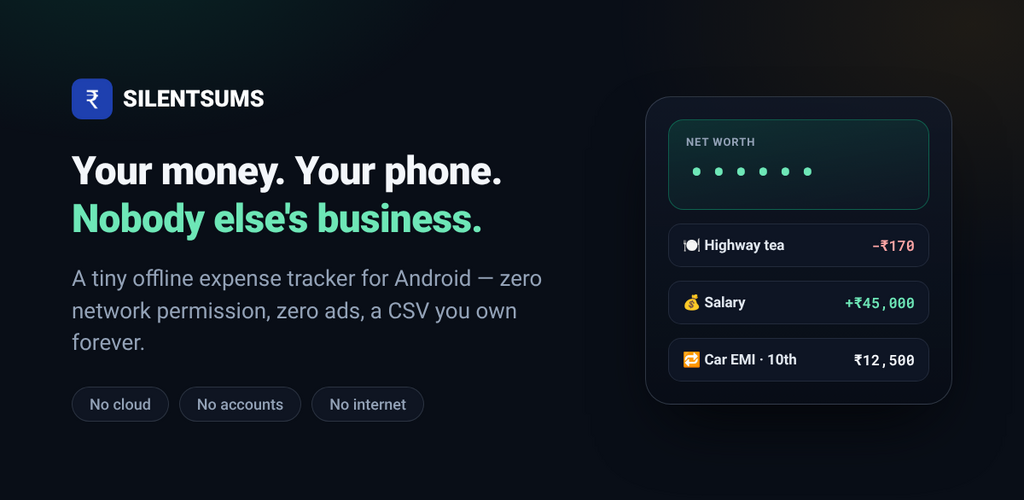 ₹ SILENTSUMS
Your money. Your phone.
Nobody else's business.
A tiny offline expense tracker for Android — zero
network permission, zero ads, a CSV you own
forever.
No cloud No accounts No internet
NET WORTH
• • • • • •
Highway tea −₹170
Salary +₹45,000
Car EMI · 10th ₹12,500